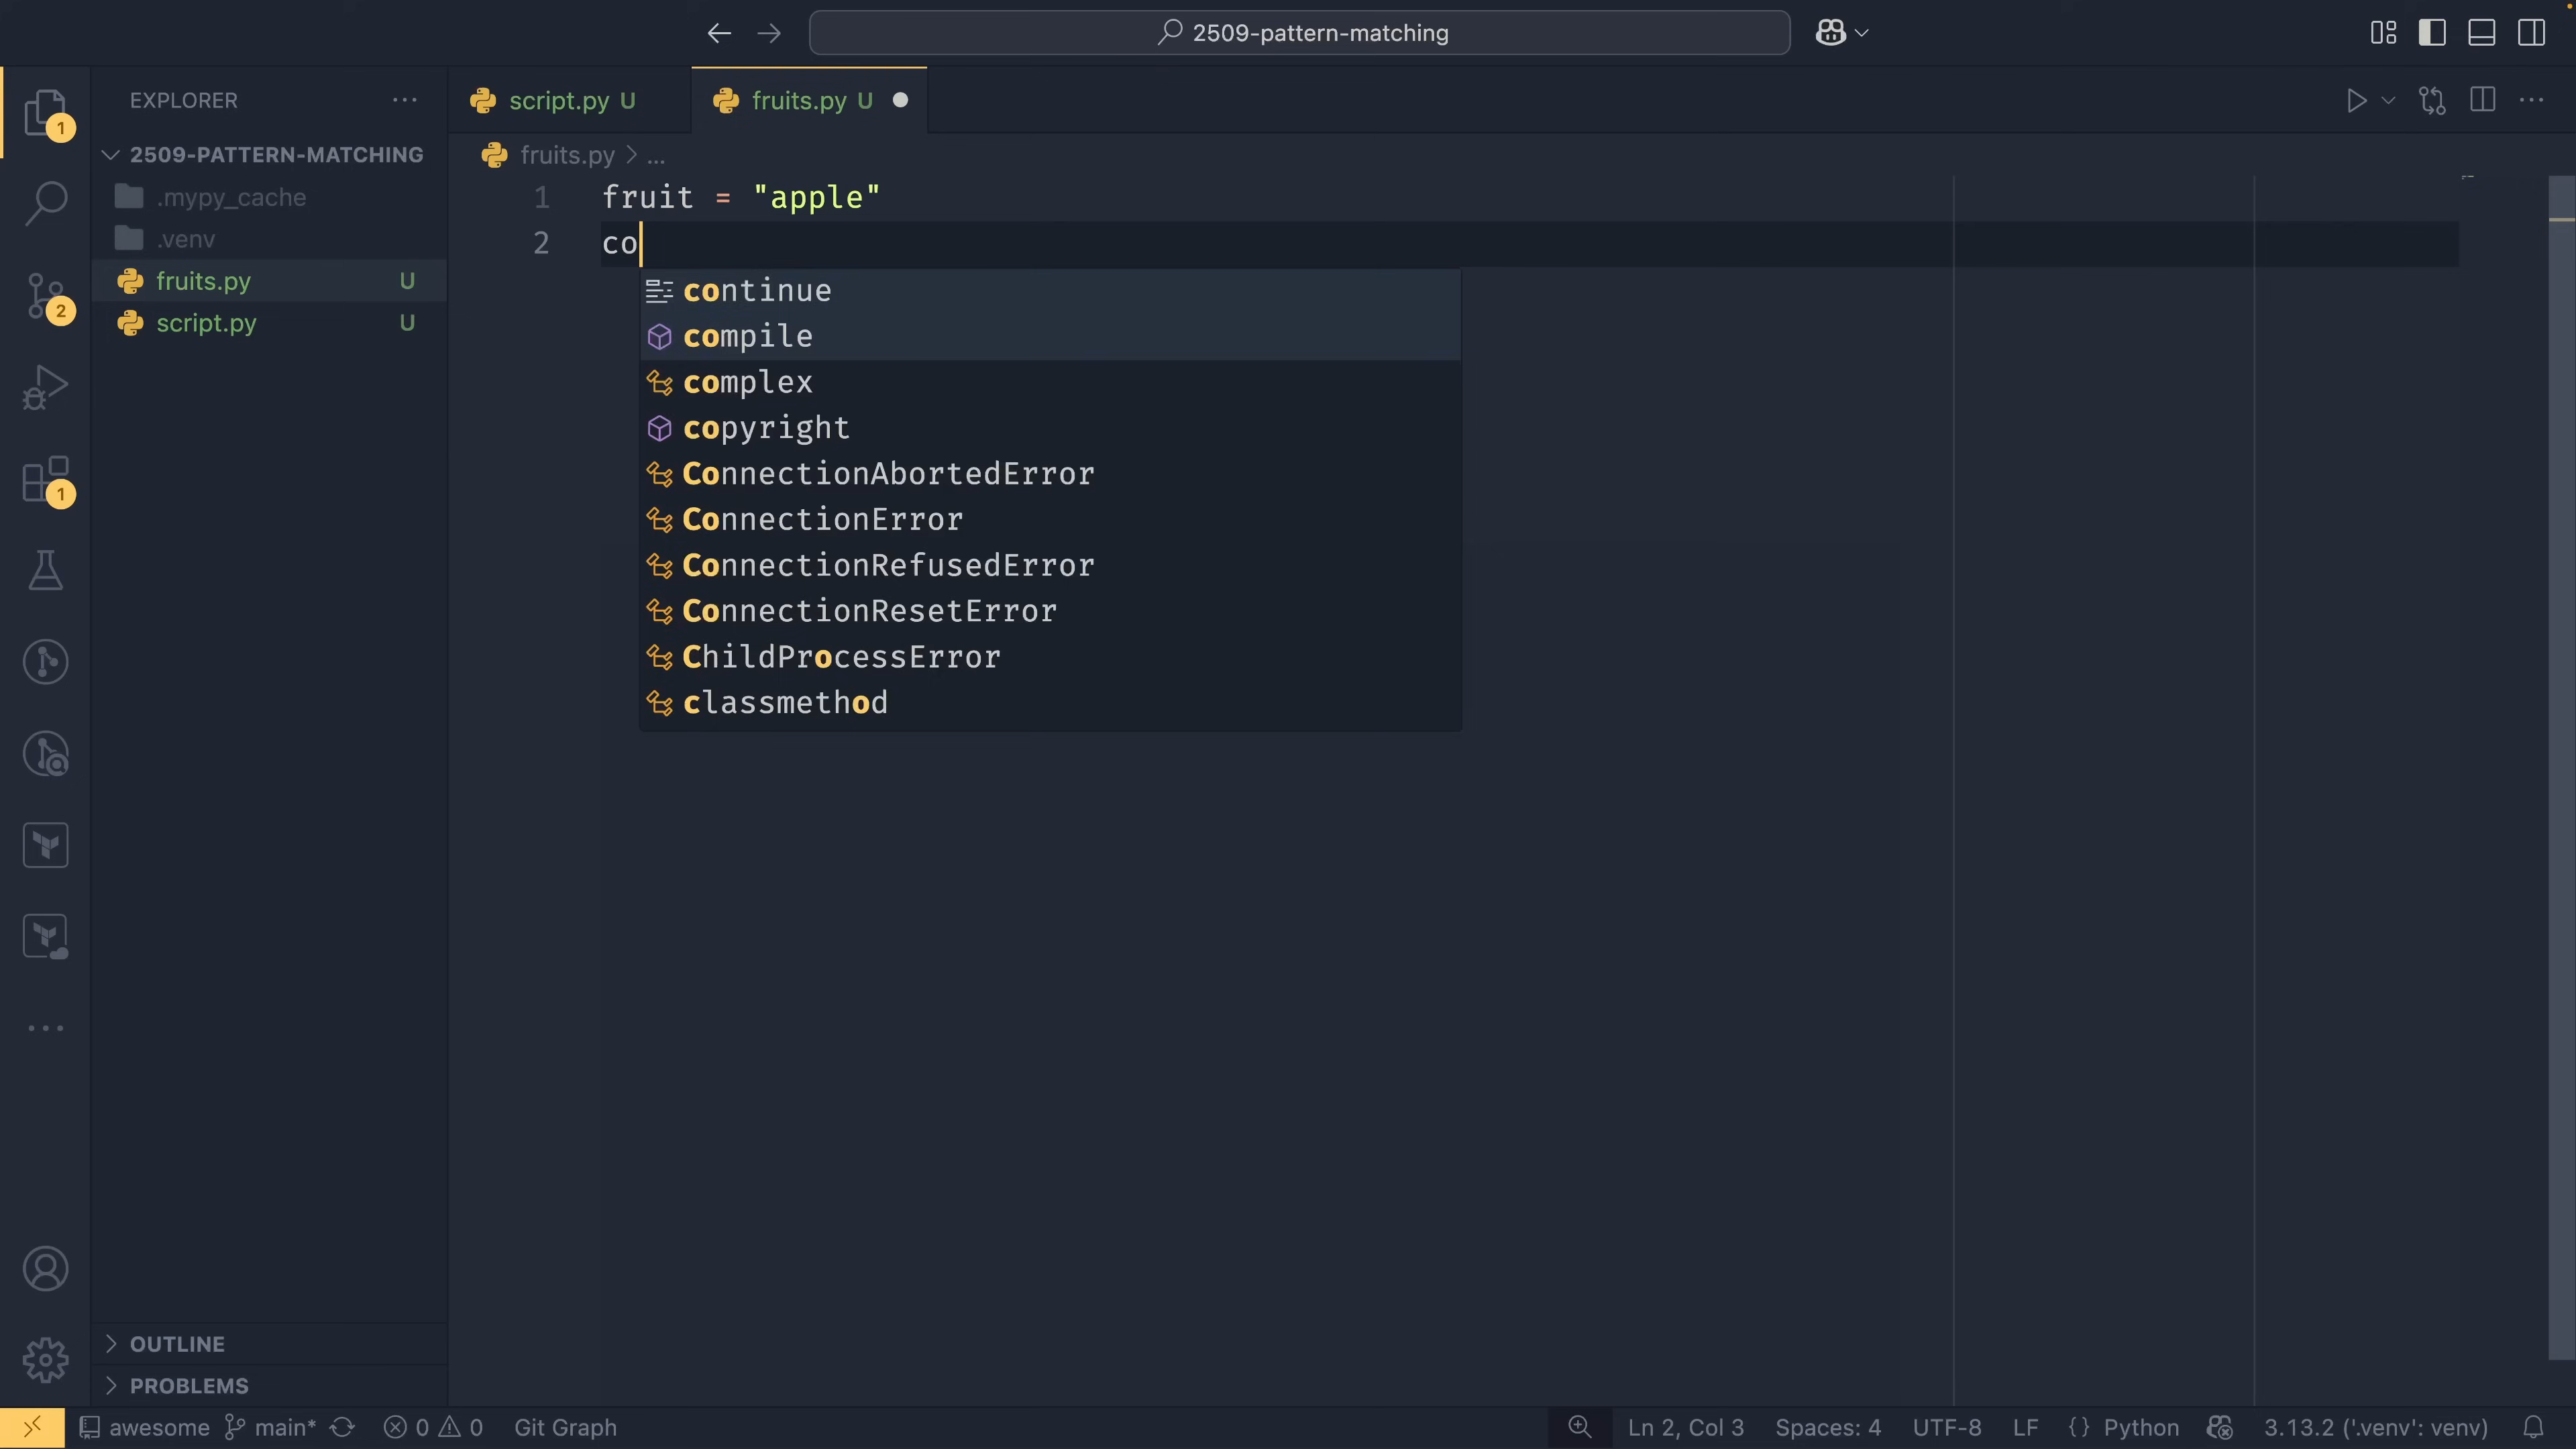 2509-pattern-matching
EXPLORER
script.py U
fruits.py U
1
2509-PATTERN-MATCHING
fruits.py > ...
.mypy_cache
1 fruit = "apple"
.venv
2 co
fruits.py U
continue
2
script.py U
compile
complex
copyright
ConnectionAbortedError
1
ConnectionError
ConnectionRefusedError
ConnectionResetError
ChildProcessError
classmethod
OUTLINE
PROBLEMS
awesome main* 0 0 Git Graph Ln 2, Col 3 Spaces: 4 UTF-8 LF {} Python 3.13.2 ('.venv': venv)